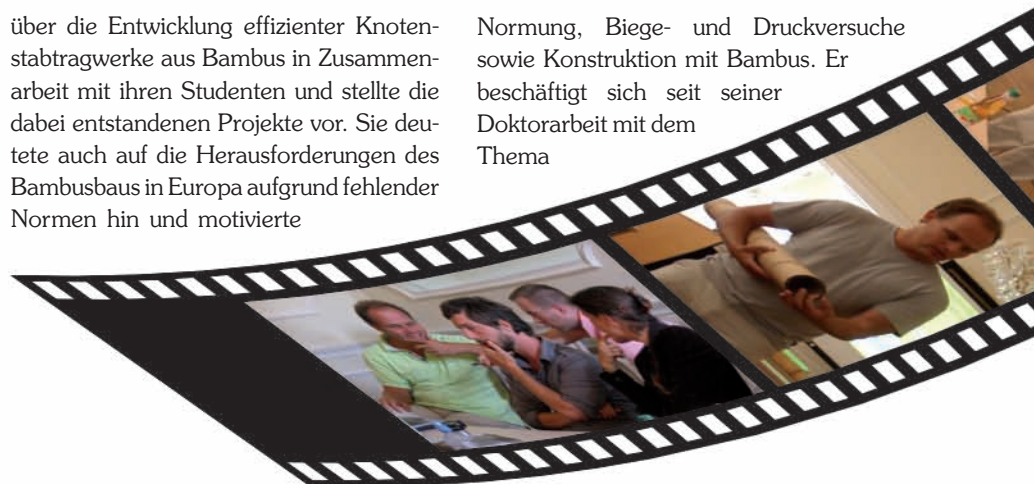 über die Entwicklung effizienter Knoten-
stabtragwerke aus Bambus in Zusammen-
arbeit mit ihren Studenten und stellte die
dabei entstandenen Projekte vor. Sie deu-
tete auch auf die Herausforderungen des
Bambusbaus in Europa aufgrund fehlender
Normen hin und motivierte
Normung, Biege- und Druckversuche
sowie Konstruktion mit Bambus. Er
beschäftigt sich seit seiner
Doktorarbeit mit dem
Thema